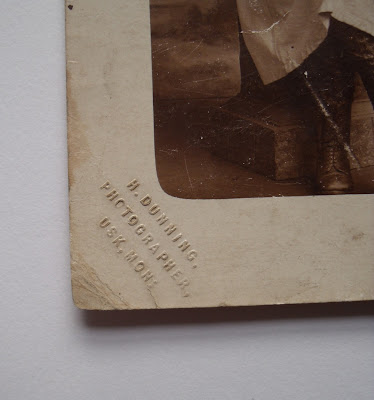 H. DUNNING.
PHOTOGRAPHER,
USK, MON: